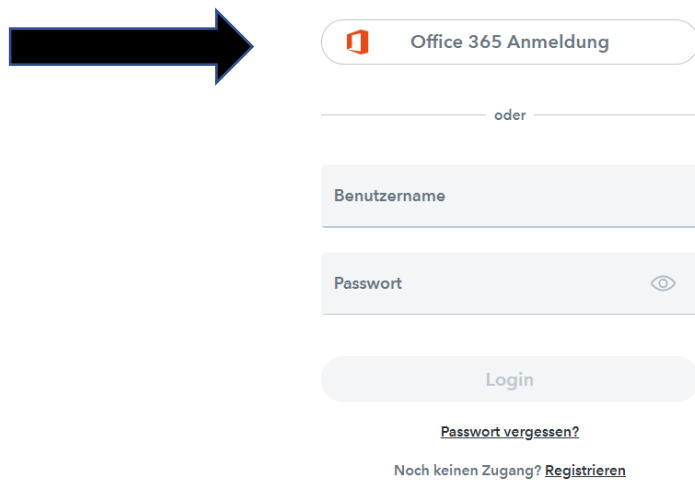 Office 365 Anmeldung
oder
Benutzername
Passwort
Login
Passwort vergessen?
Noch keinen Zugang? Registrieren